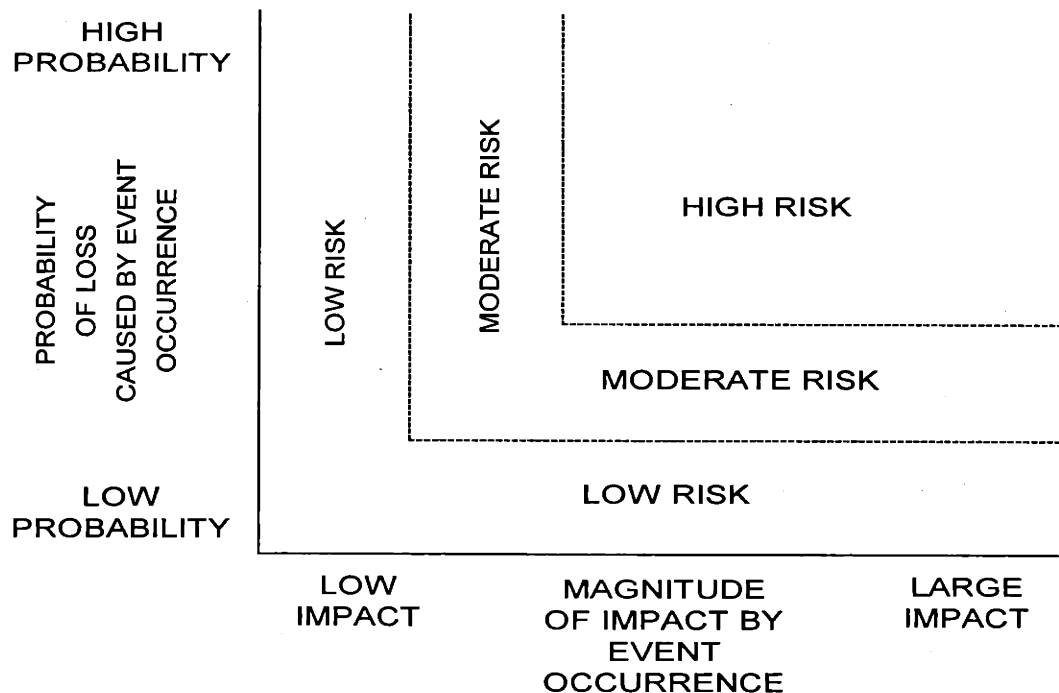 HIGH
PROBABILITY
PROBABILITY
OF LOSS
CAUSED BY EVENT
OCCURRENCE
LOW
PROBABILITY
LOW RISK
MODERATE RISK
HIGH RISK
MODERATE RISK
LOW RISK
LOW
IMPACT
MAGNITUDE
OF IMPACT BY
EVENT
OCCURRENCE
LARGE
IMPACT